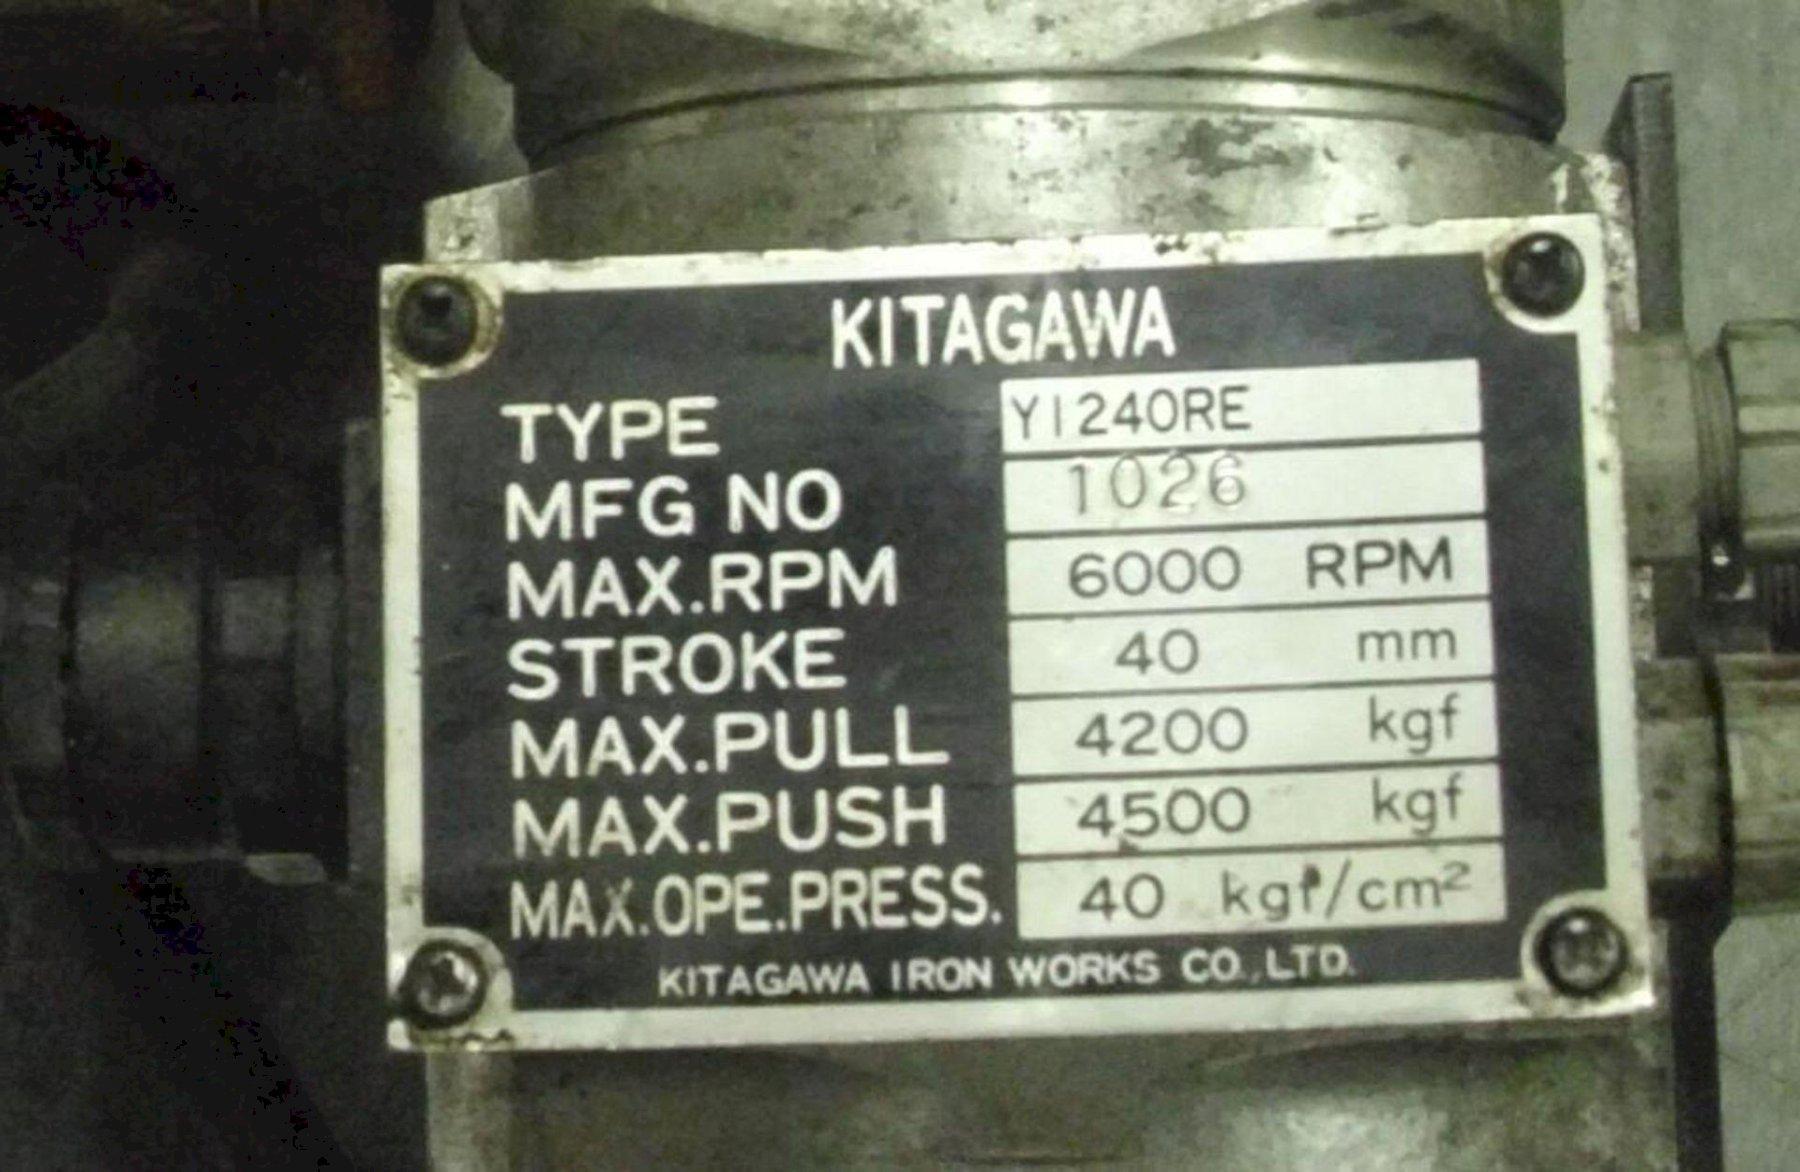 KITAGAWA
TYPE Y1240RE
MFG NO 1026
MAX.RPM 6000 RPM
STROKE 40 mm
MAX.PULL 4200 kgf
MAX.PUSH 4500 kgf
MAX.OPE.PRESS. 40 kgf/cm²
KITAGAWA IRON WORKS CO.,LTD.